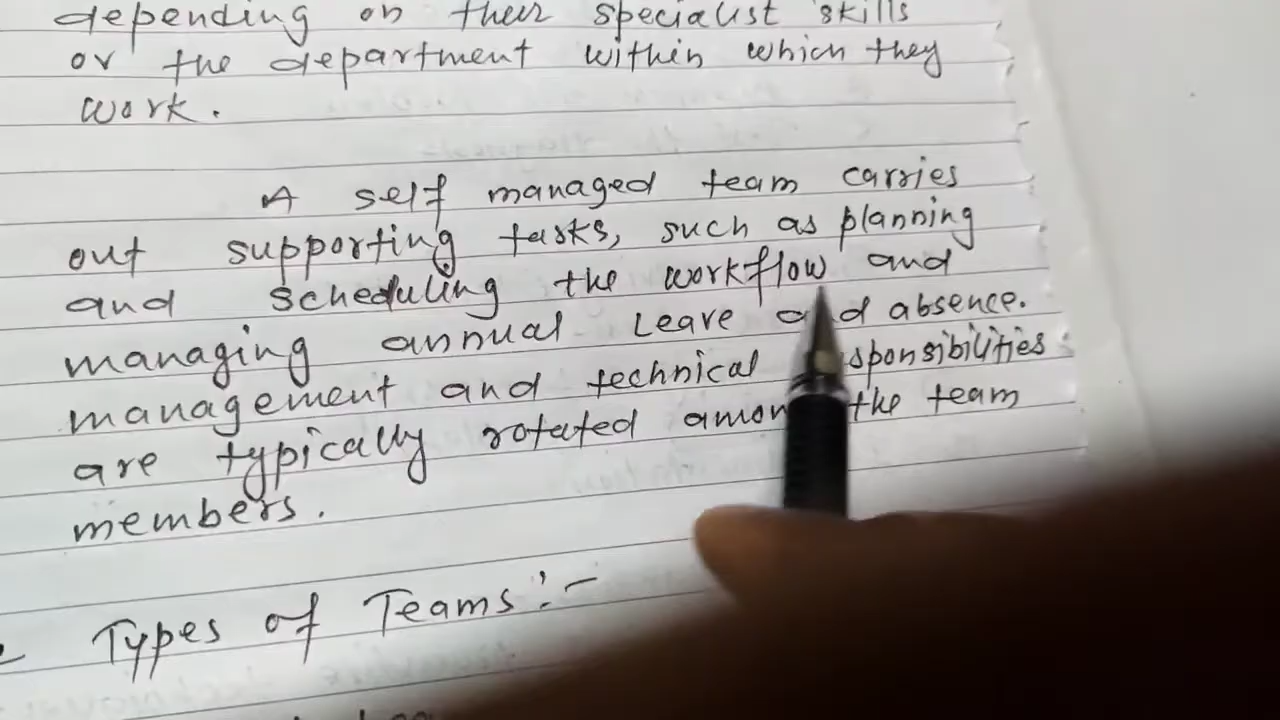 depending on their specialist skills
or the department within which they
work.
A self managed team carries
out supporting tasks, such as planning
and scheduling the workflow and
managing annual Leave and absence.
management and technical sponsibilities
are typically rotated among the team
members.
Types of Teams :-